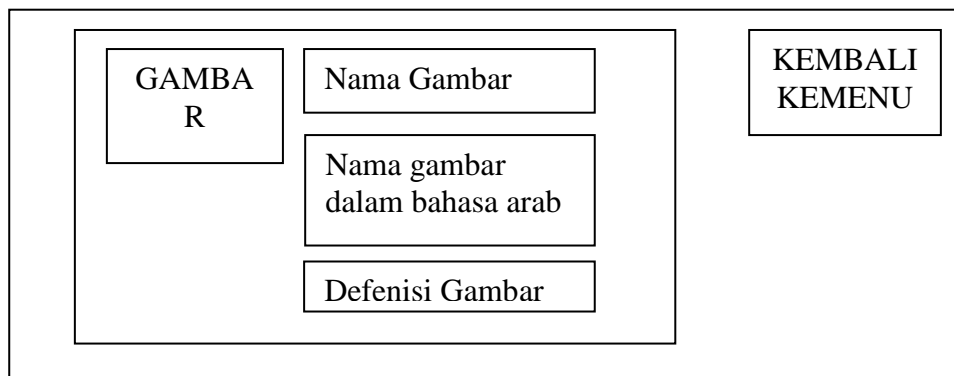 GAMBA
R
Nama Gambar
Nama gambar
dalam bahasa arab
Defenisi Gambar
KEMBALI
KEMENU